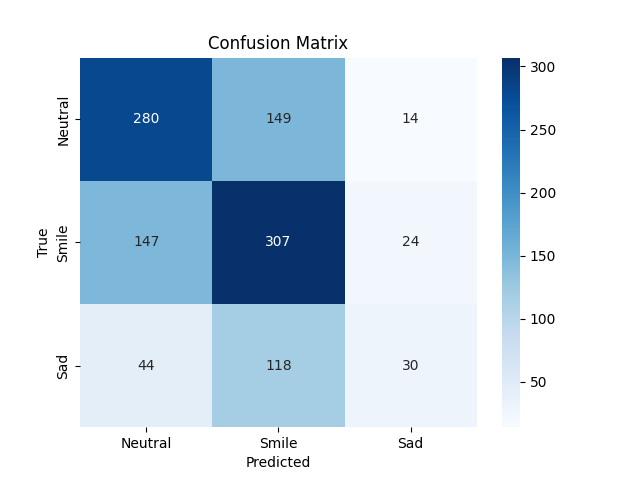 Confusion Matrix
Neutral 280 149 14
Smile 147 307 24
Sad 44 118 30
True
Neutral Smile Sad
Predicted
300
250
200
150
100
50